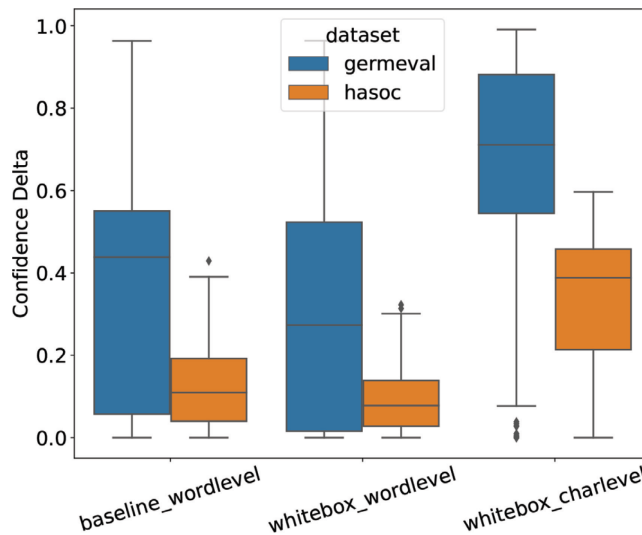 1.0
0.8
0.6
0.4
0.2
0.0
Confidence Delta
dataset
germeval
hasoc
baseline_wordlevel
whitebox_wordlevel
whitebox_charlevel